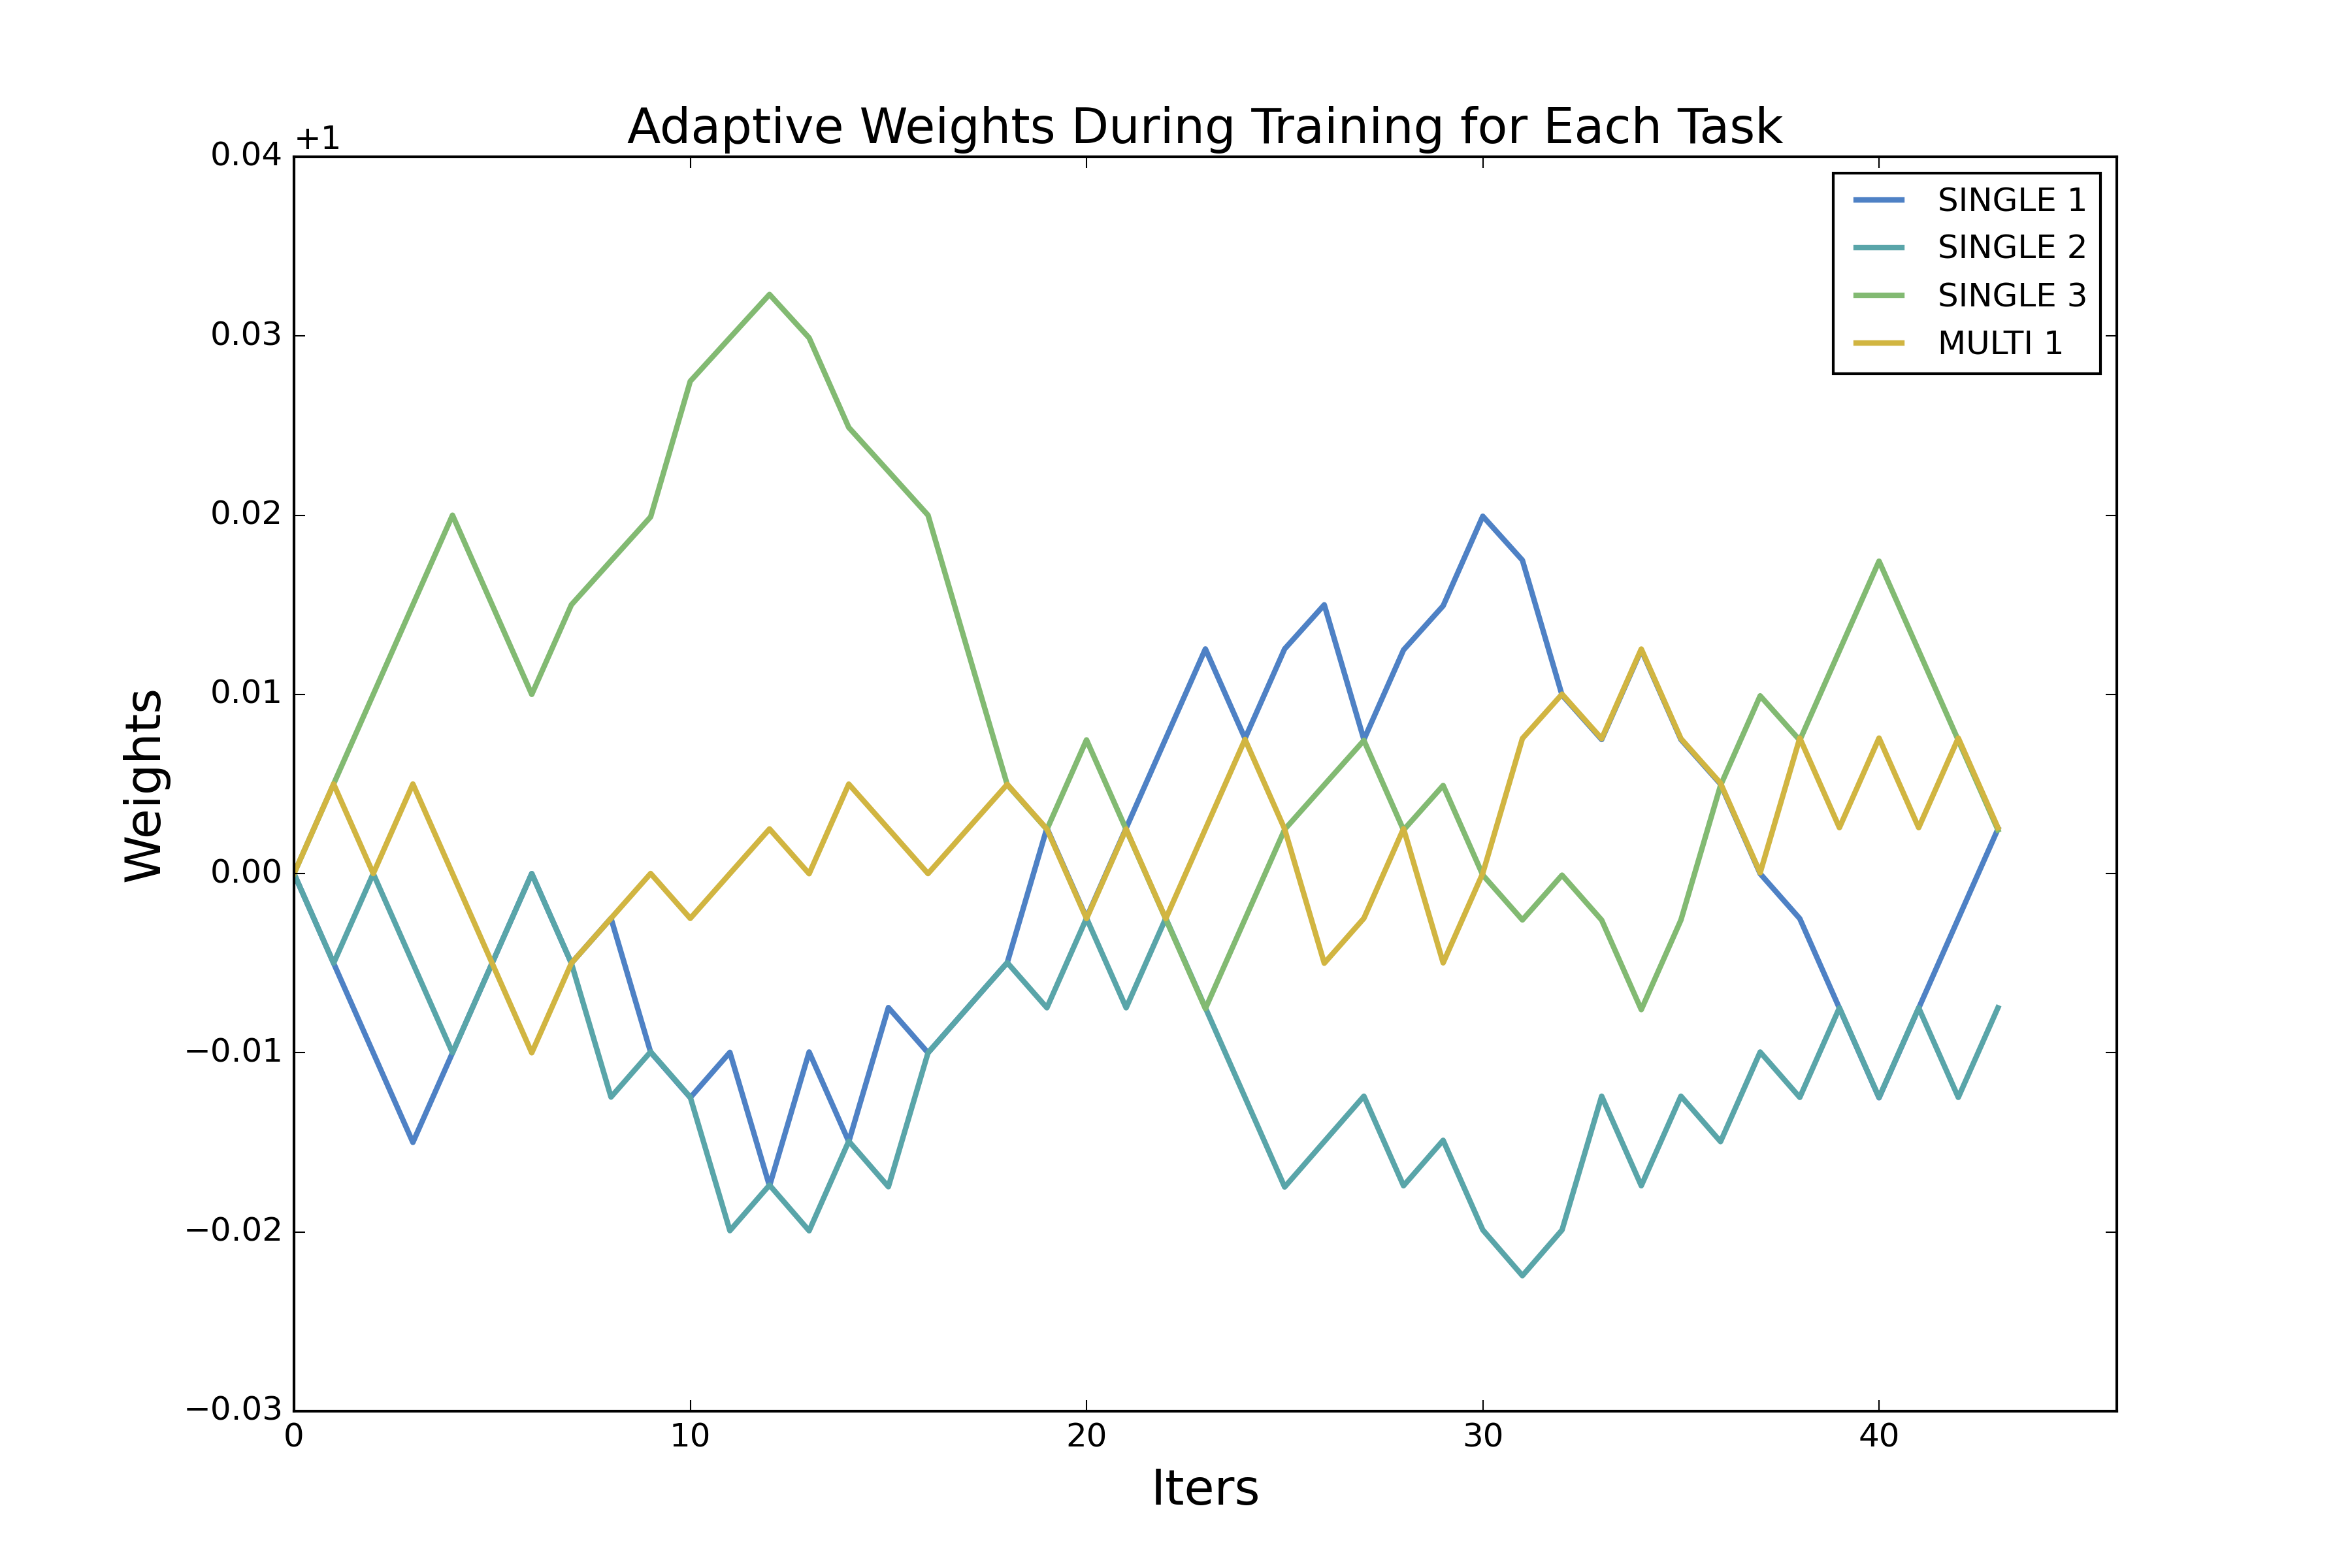 Adaptive Weights During Training for Each Task
+1
0.04
0.03
0.02
0.01
0.00
−0.01
−0.02
−0.03
Weights
SINGLE 1
SINGLE 2
SINGLE 3
MULTI 1
0 10 20 30 40
Iters